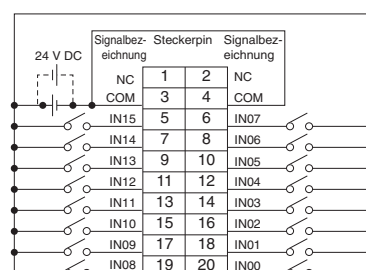 Signalbez- Steckerpin Signalbez-
eichnung eichnung
24 V DC
NC 1 2 NC
COM 3 4 COM
IN15 5 6 IN07
IN14 7 8 IN06
IN13 9 10 IN05
IN12 11 12 IN04
IN11 13 14 IN03
IN10 15 16 IN02
IN09 17 18 IN01
IN08 19 20 IN00